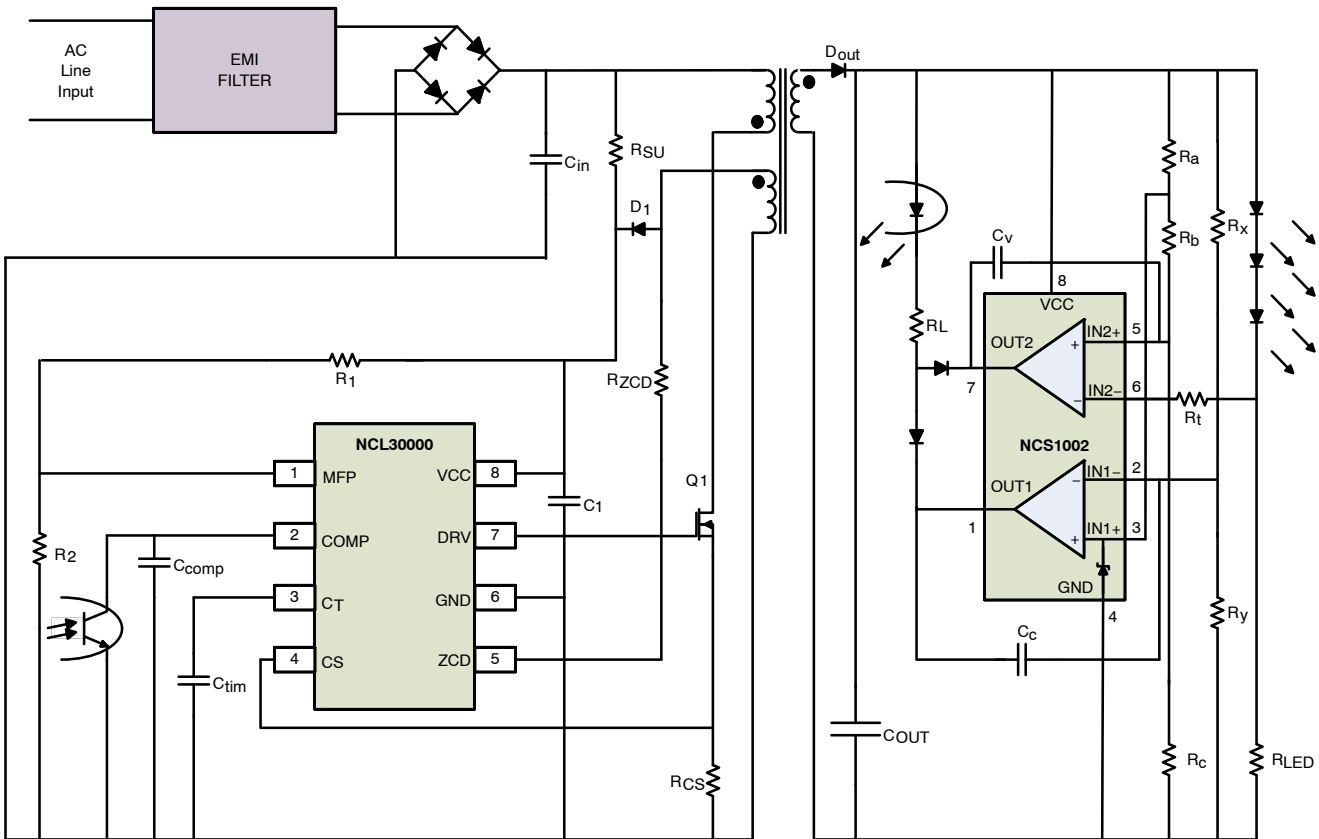 AC
Line
Input
EMI
FILTER
Dout
Cin
RSU
D1
Ra
Rb
Rx
Cv
8
VCC
RL
OUT2
IN2+
5
+
7
IN2−
6
−
Rt
R1
RZCD
NCL30000
NCS1002
1
MFP
VCC
8
C1
Q1
OUT1
IN1−
2
−
1
IN1+
3
+
2
COMP
DRV
7
R2
Ccomp
GND
4
3
CT
GND
6
Ry
4
CS
ZCD
5
Cc
Ctim
COUT
RCS
Rc
RLED